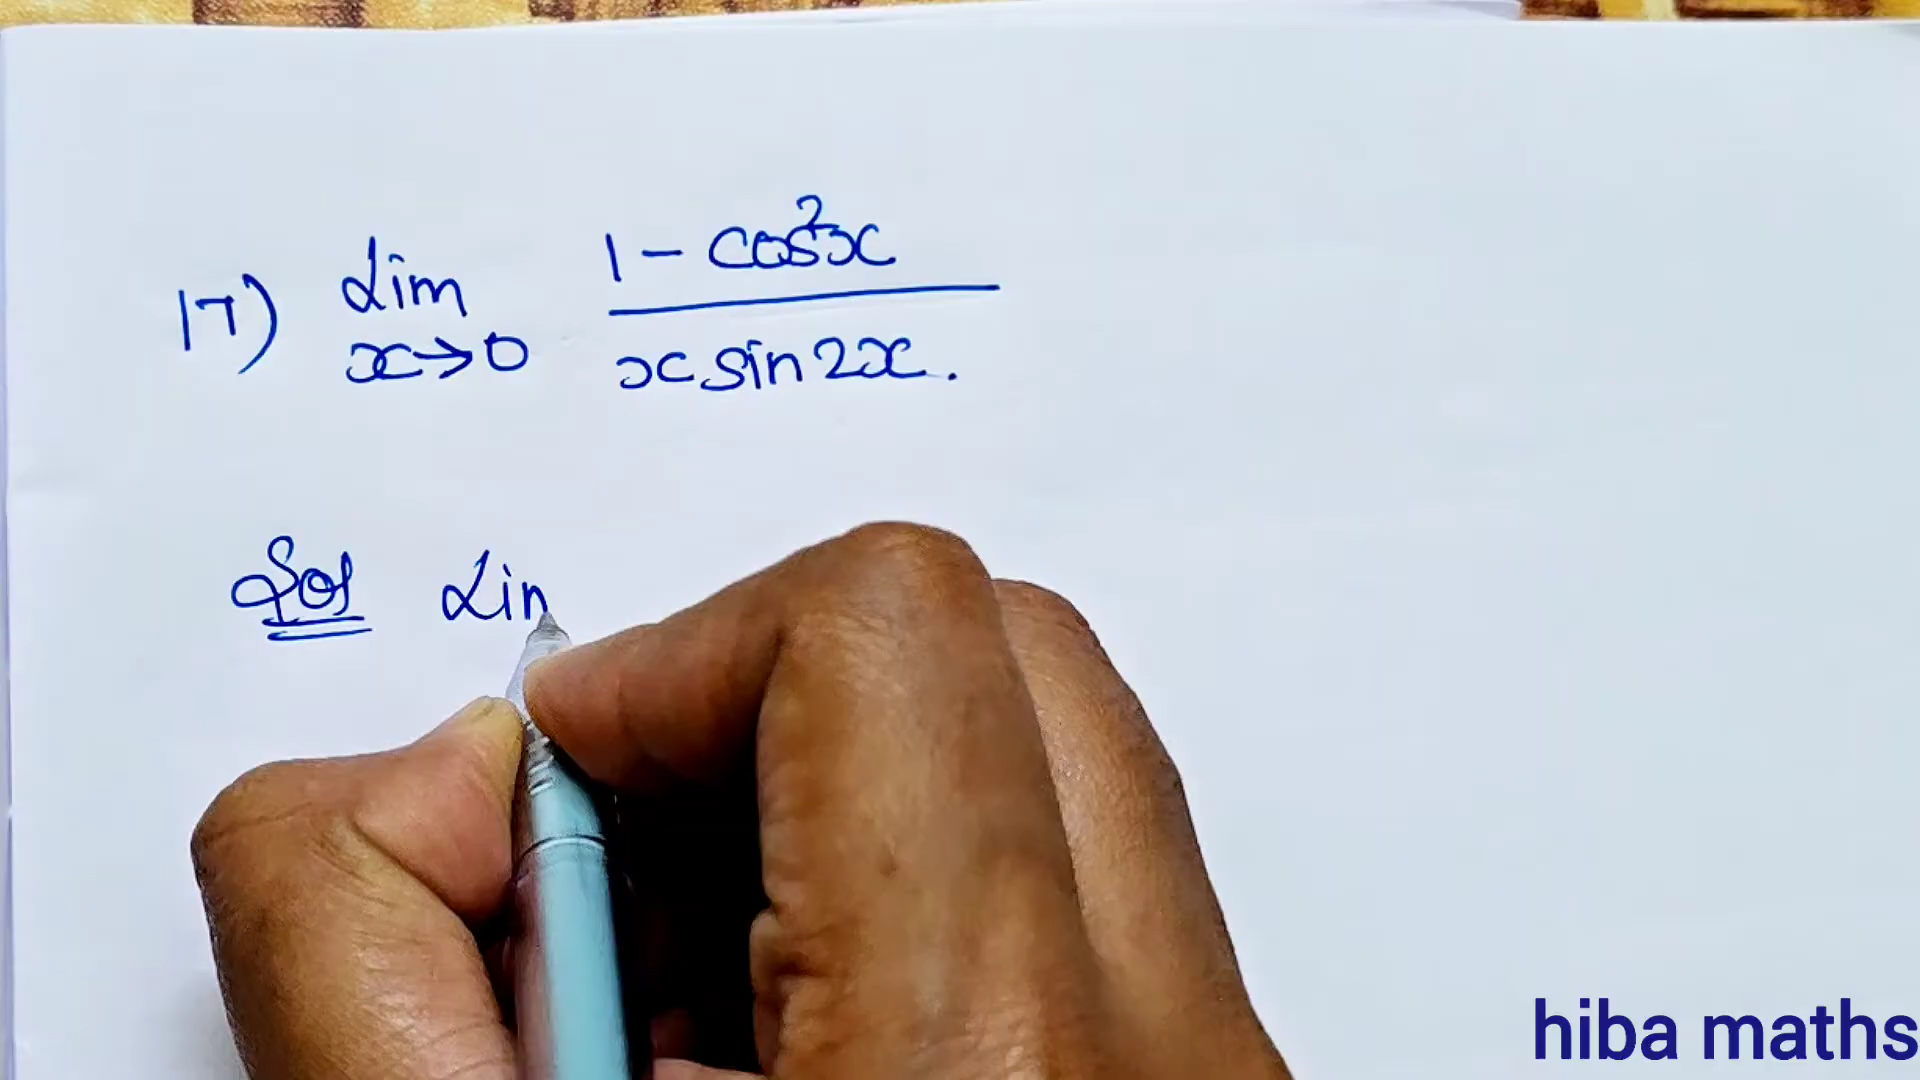 17) Lim 1 - cos²x
x→0 x sin 2x.
Sol Lin
hiba maths